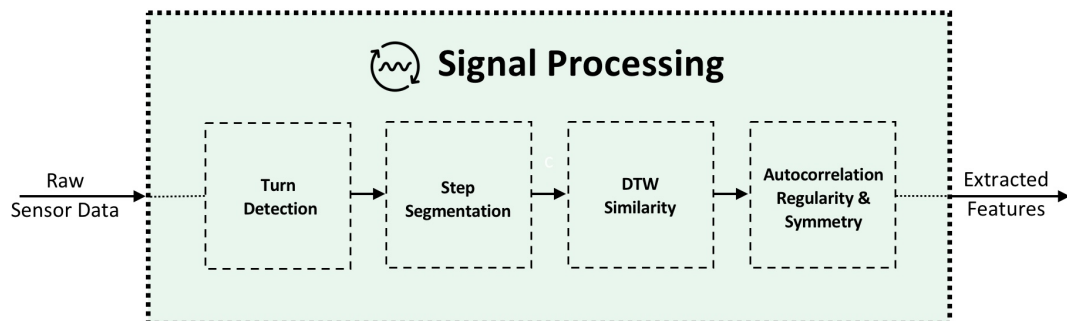 Signal Processing
Raw
Sensor Data
Turn
Detection
Step
Segmentation
c
DTW
Similarity
Autocorrelation
Regularity &
Symmetry
Extracted
Features